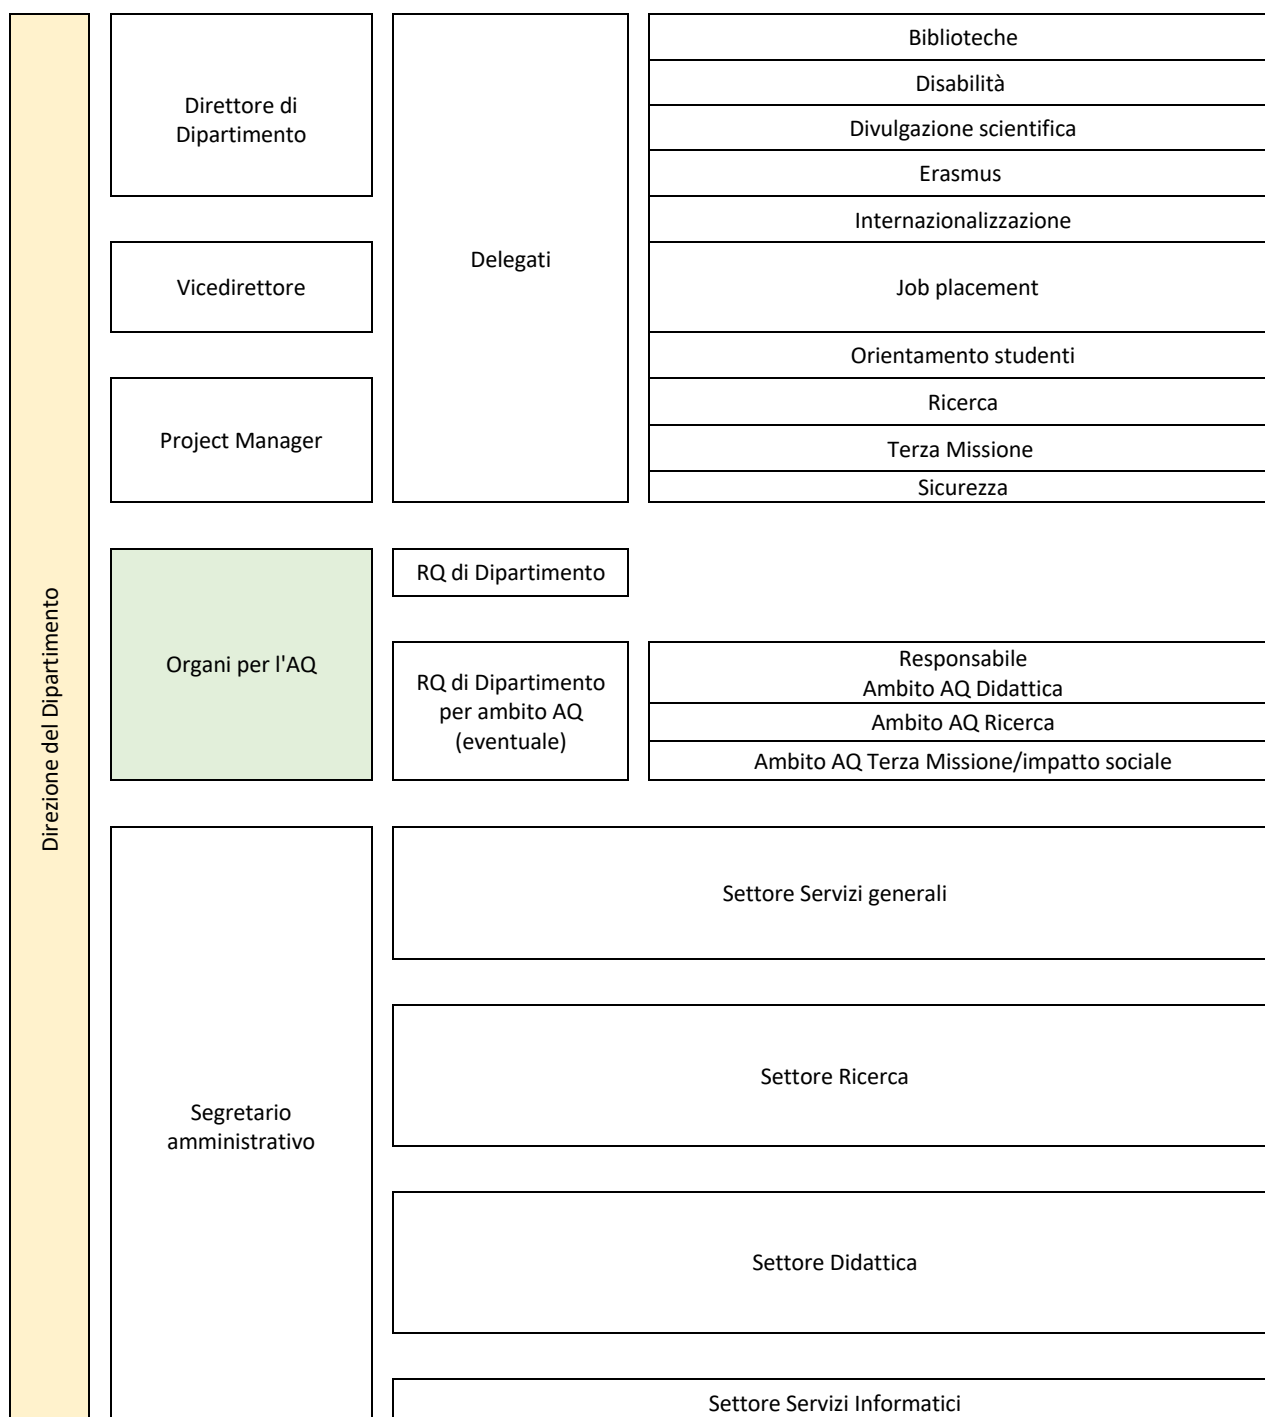 Direzione del Dipartimento
Direttore di
Dipartimento
Vicedirettore
Project Manager
Delegati
Biblioteche
Disabilità
Divulgazione scientifica
Erasmus
Internazionalizzazione
Job placement
Orientamento studenti
Ricerca
Terza Missione
Sicurezza
Organi per l'AQ
RQ di Dipartimento
RQ di Dipartimento
per ambito AQ
(eventuale)
Responsabile
Ambito AQ Didattica
Ambito AQ Ricerca
Ambito AQ Terza Missione/impatto sociale
Segretario
amministrativo
Settore Servizi generali
Settore Ricerca
Settore Didattica
Settore Servizi Informatici